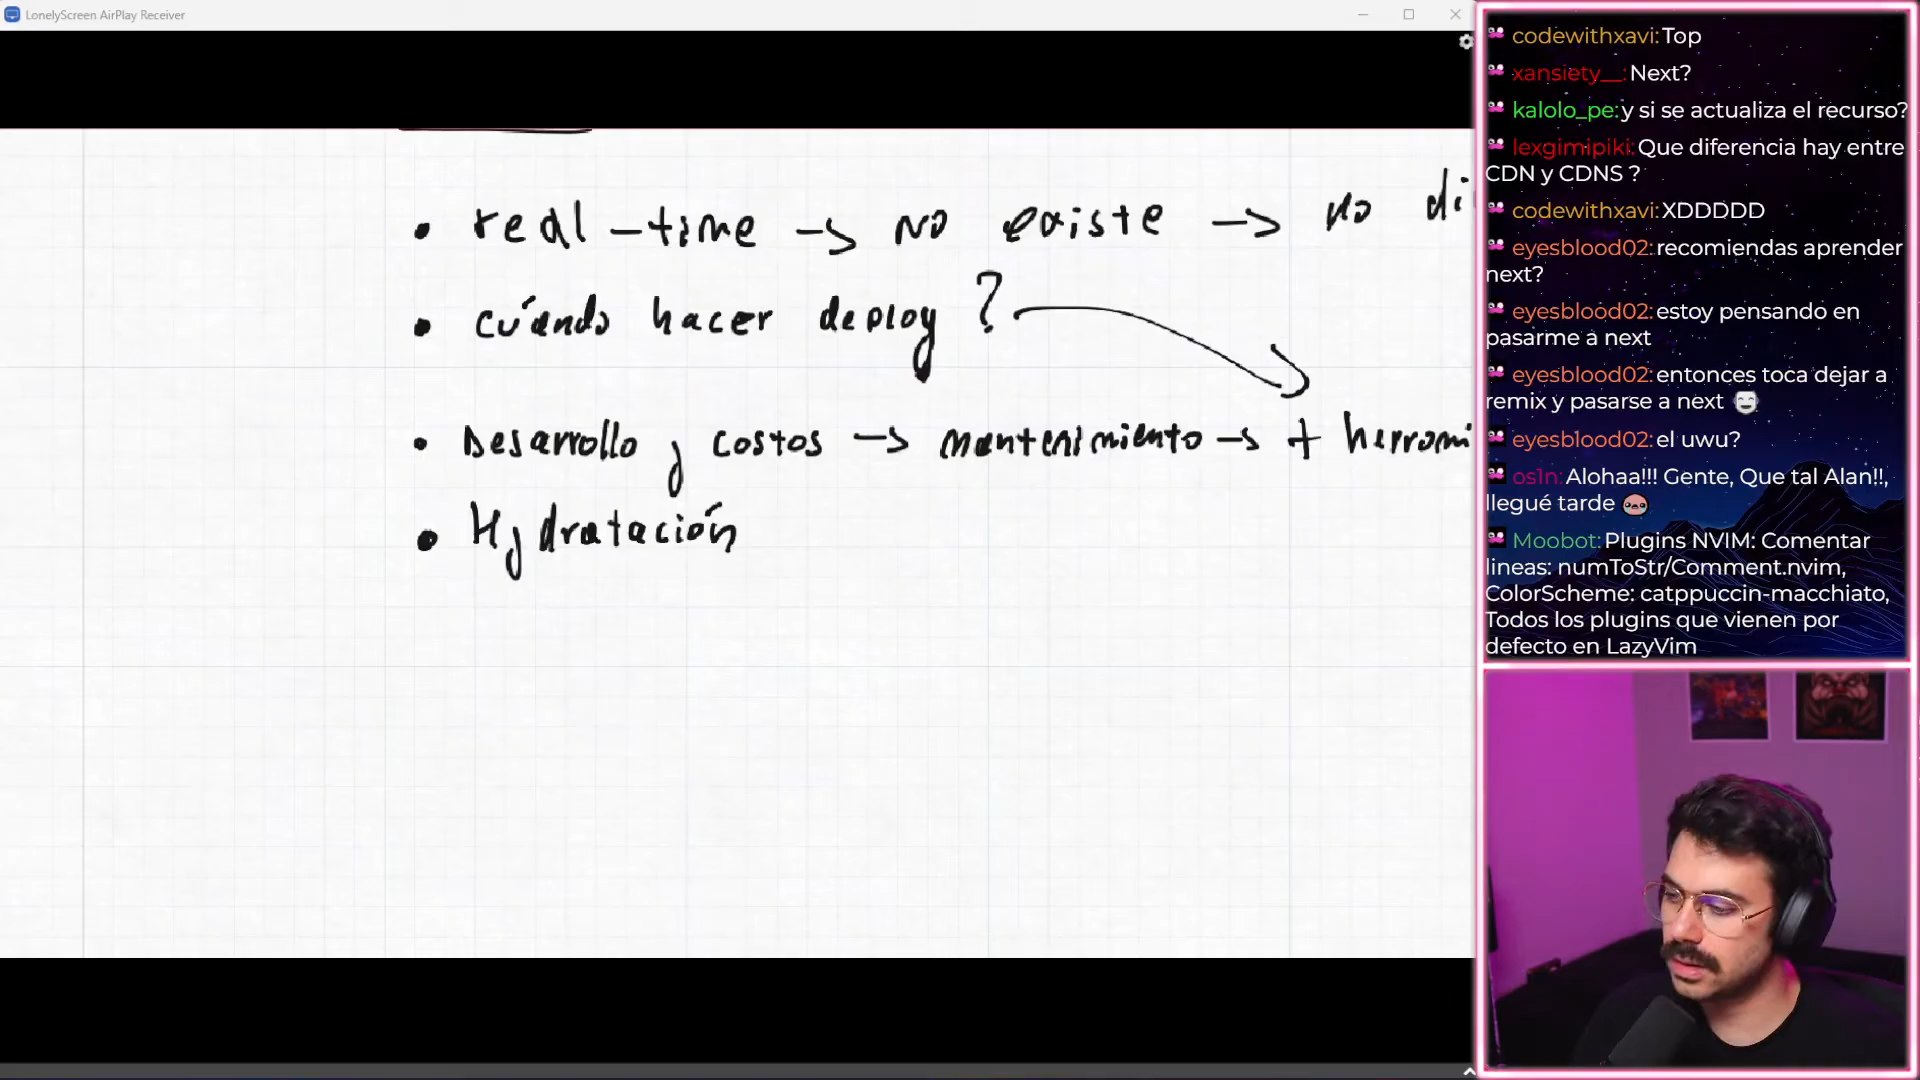 LonelyScreen AirPlay Receiver
• real-time -> no existe -> no di
• cuándo hacer deploy ?
• Desarrollo y costos -> mantenimiento -> + herrami
• Hydratación
codewithxavi: Top
xansiety__: Next?
kalolo_pe: y si se actualiza el recurso?
lexgimipiki: Que diferencia hay entre
CDN y CDNS ?
codewithxavi: XDDDDD
eyesblood02: recomiendas aprender
next?
eyesblood02: estoy pensando en
pasarme a next
eyesblood02: entonces toca dejar a
remix y pasarse a next
eyesblood02: el uwu?
os1n: Alohaa!!! Gente, Que tal Alan!!,
llegué tarde
Moobot: Plugins NVIM: Comentar
lineas: numToStr/Comment.nvim,
ColorScheme: catppuccin-macchiato,
Todos los plugins que vienen por
defecto en LazyVim